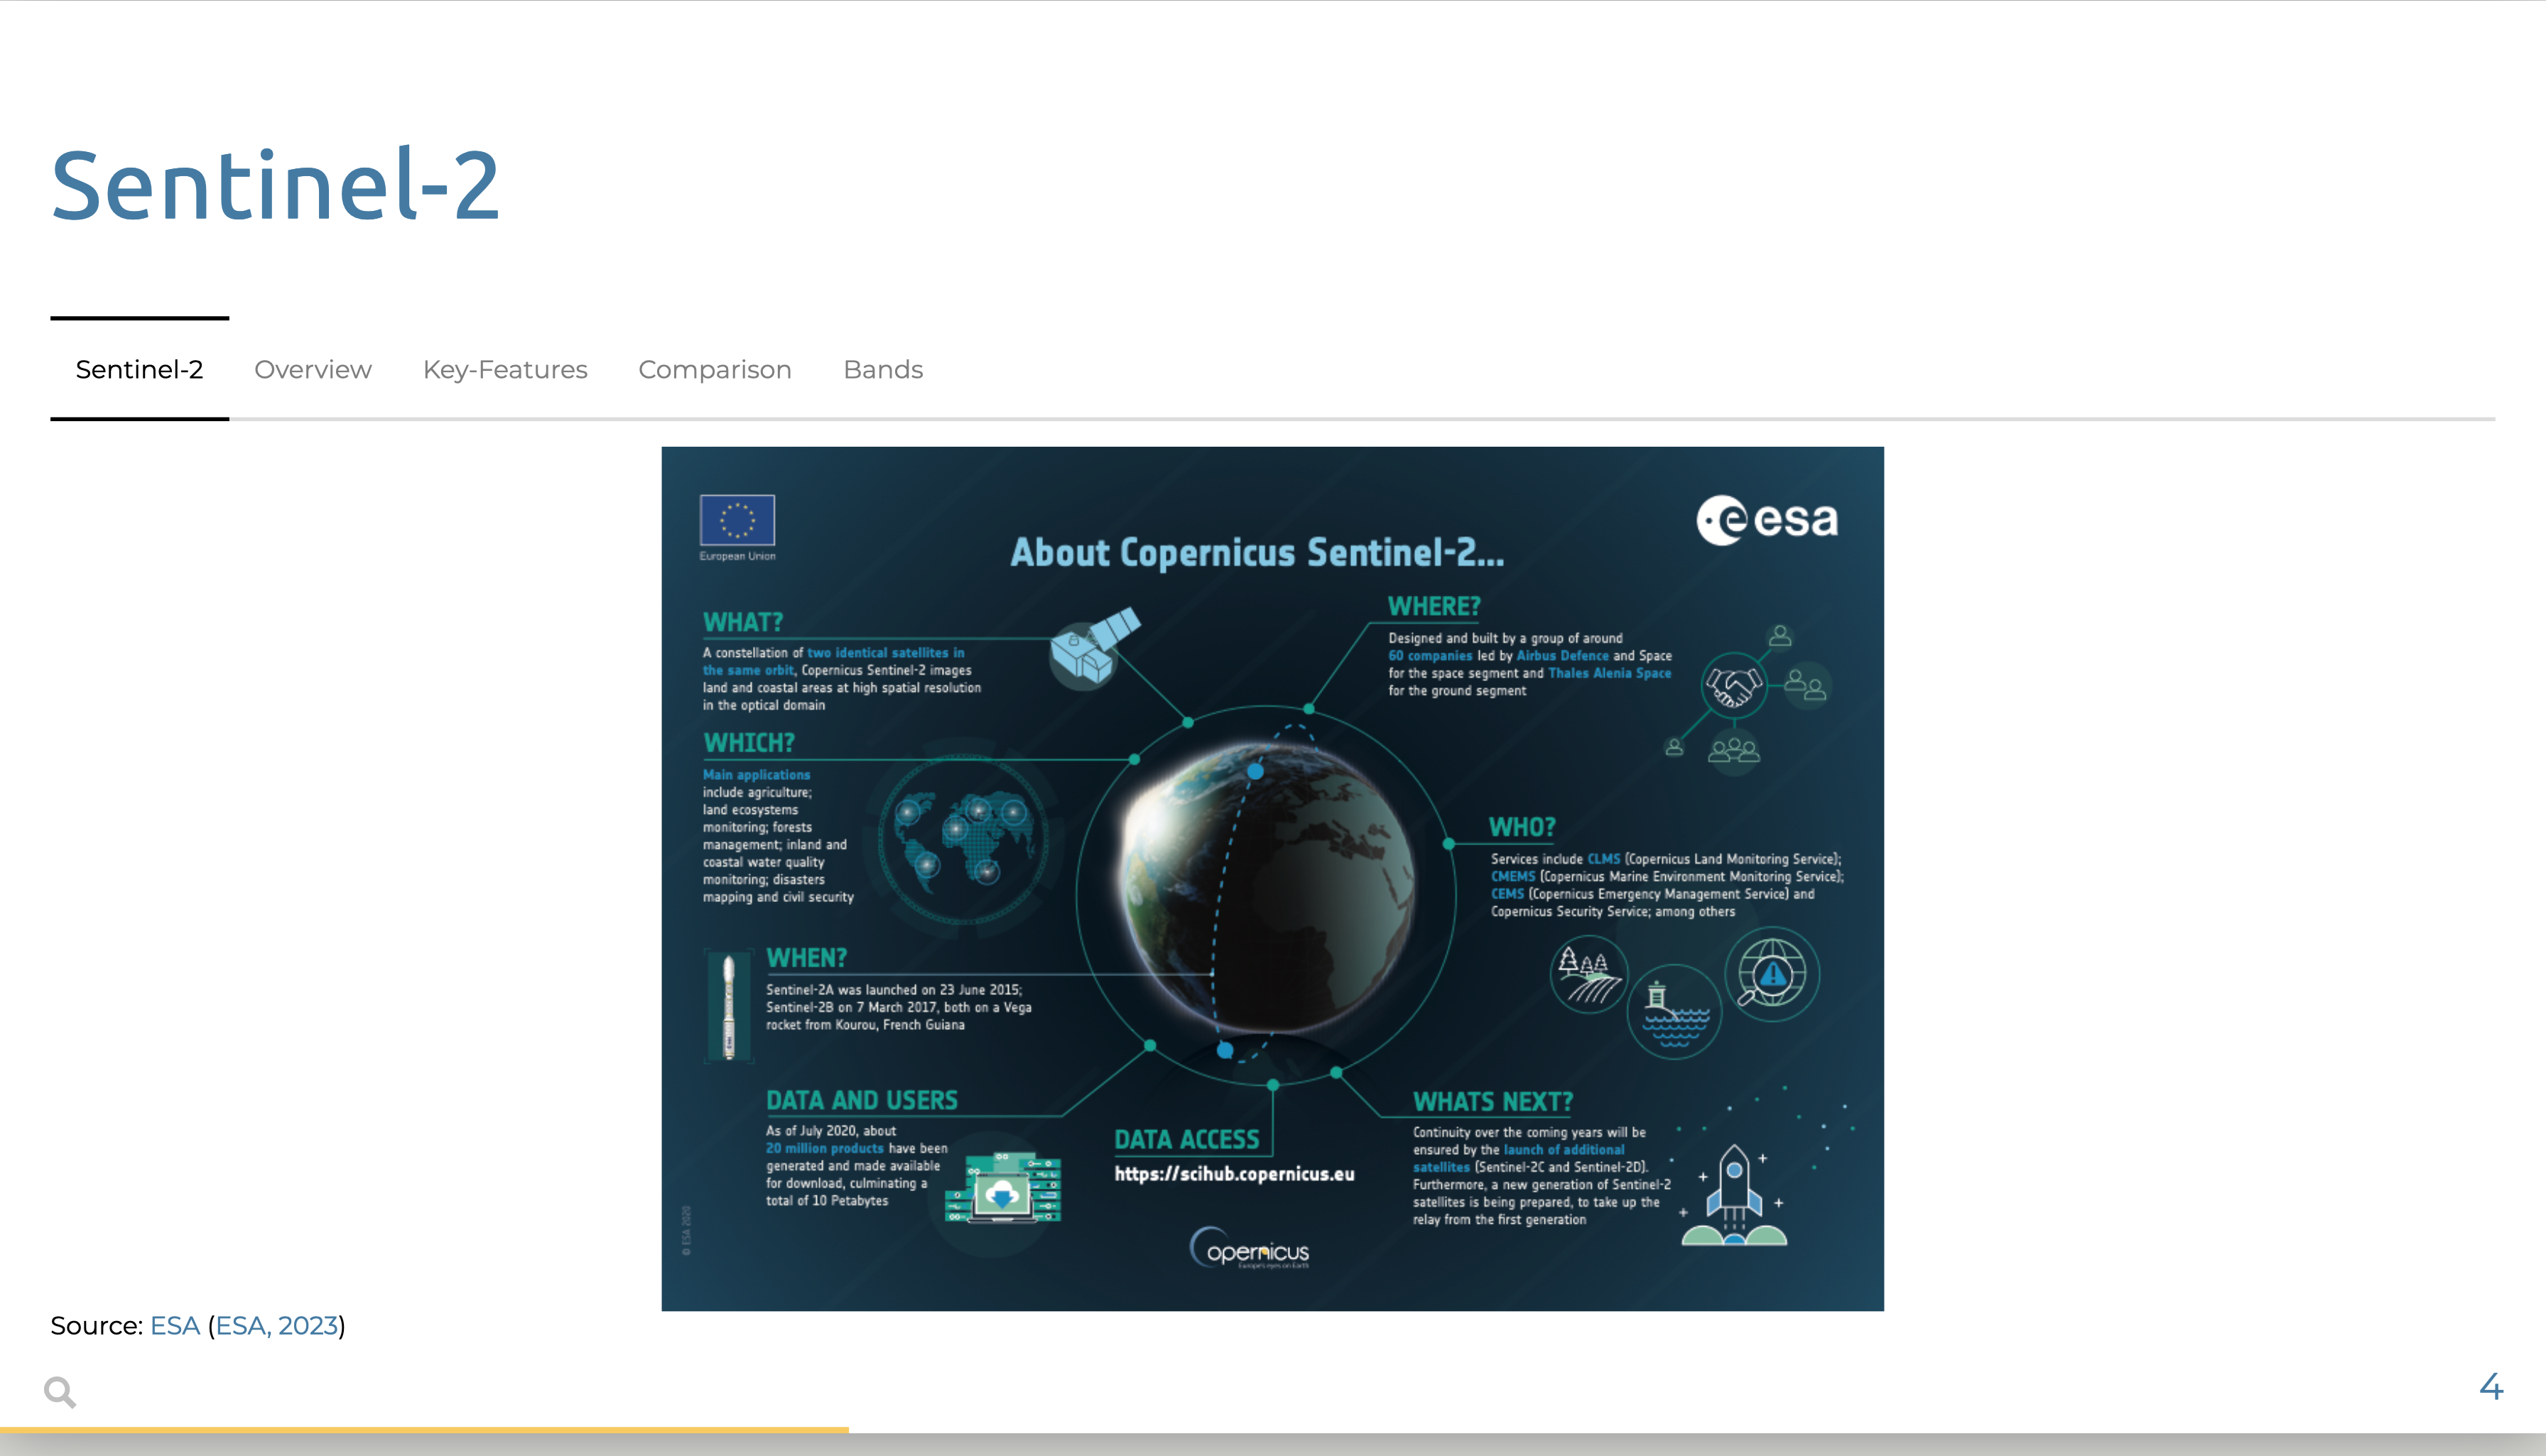 Sentinel-2
Sentinel-2 Overview Key-Features Comparison Bands
European Union
esa
About Copernicus Sentinel-2...
WHAT?
A constellation of two identical satellites in
the same orbit, Copernicus Sentinel-2 images
land and coastal areas at high spatial resolution
in the optical domain
WHERE?
Designed and built by a group of around
60 companies led by Airbus Defence and Space
for the space segment and Thales Alenia Space
for the ground segment
WHICH?
Main applications
include agriculture;
land ecosystems
monitoring; forests
management; inland and
coastal water quality
monitoring; disasters
mapping and civil security
WHO?
Services include CLMS (Copernicus Land Monitoring Service);
CMEMS (Copernicus Marine Environment Monitoring Service);
CEMS (Copernicus Emergency Management Service) and
Copernicus Security Service; among others
WHEN?
Sentinel-2A was launched on 23 June 2015;
Sentinel-2B on 7 March 2017, both on a Vega
rocket from Kourou, French Guiana
DATA AND USERS
As of July 2020, about
20 million products have been
generated and made available
for download, culminating a
total of 10 Petabytes
DATA ACCESS
https://scihub.copernicus.eu
WHATS NEXT?
Continuity over the coming years will be
ensured by the launch of additional
satellites (Sentinel-2C and Sentinel-2D).
Furthermore, a new generation of Sentinel-2
satellites is being prepared, to take up the
relay from the first generation
© ESA 2020
opernicus
Europe's eyes on Earth
Source: ESA (ESA, 2023)
4